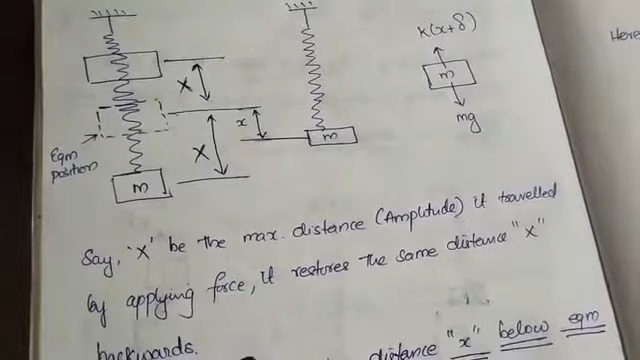 k(x+δ)
Here
m
mg
X
x
m
X
Eqm
position
m
Say, 'X' be the max. distance (Amplitude) it travelled
by applying force, it restores the same distance "X"
backwards.
distance "x" below eqm